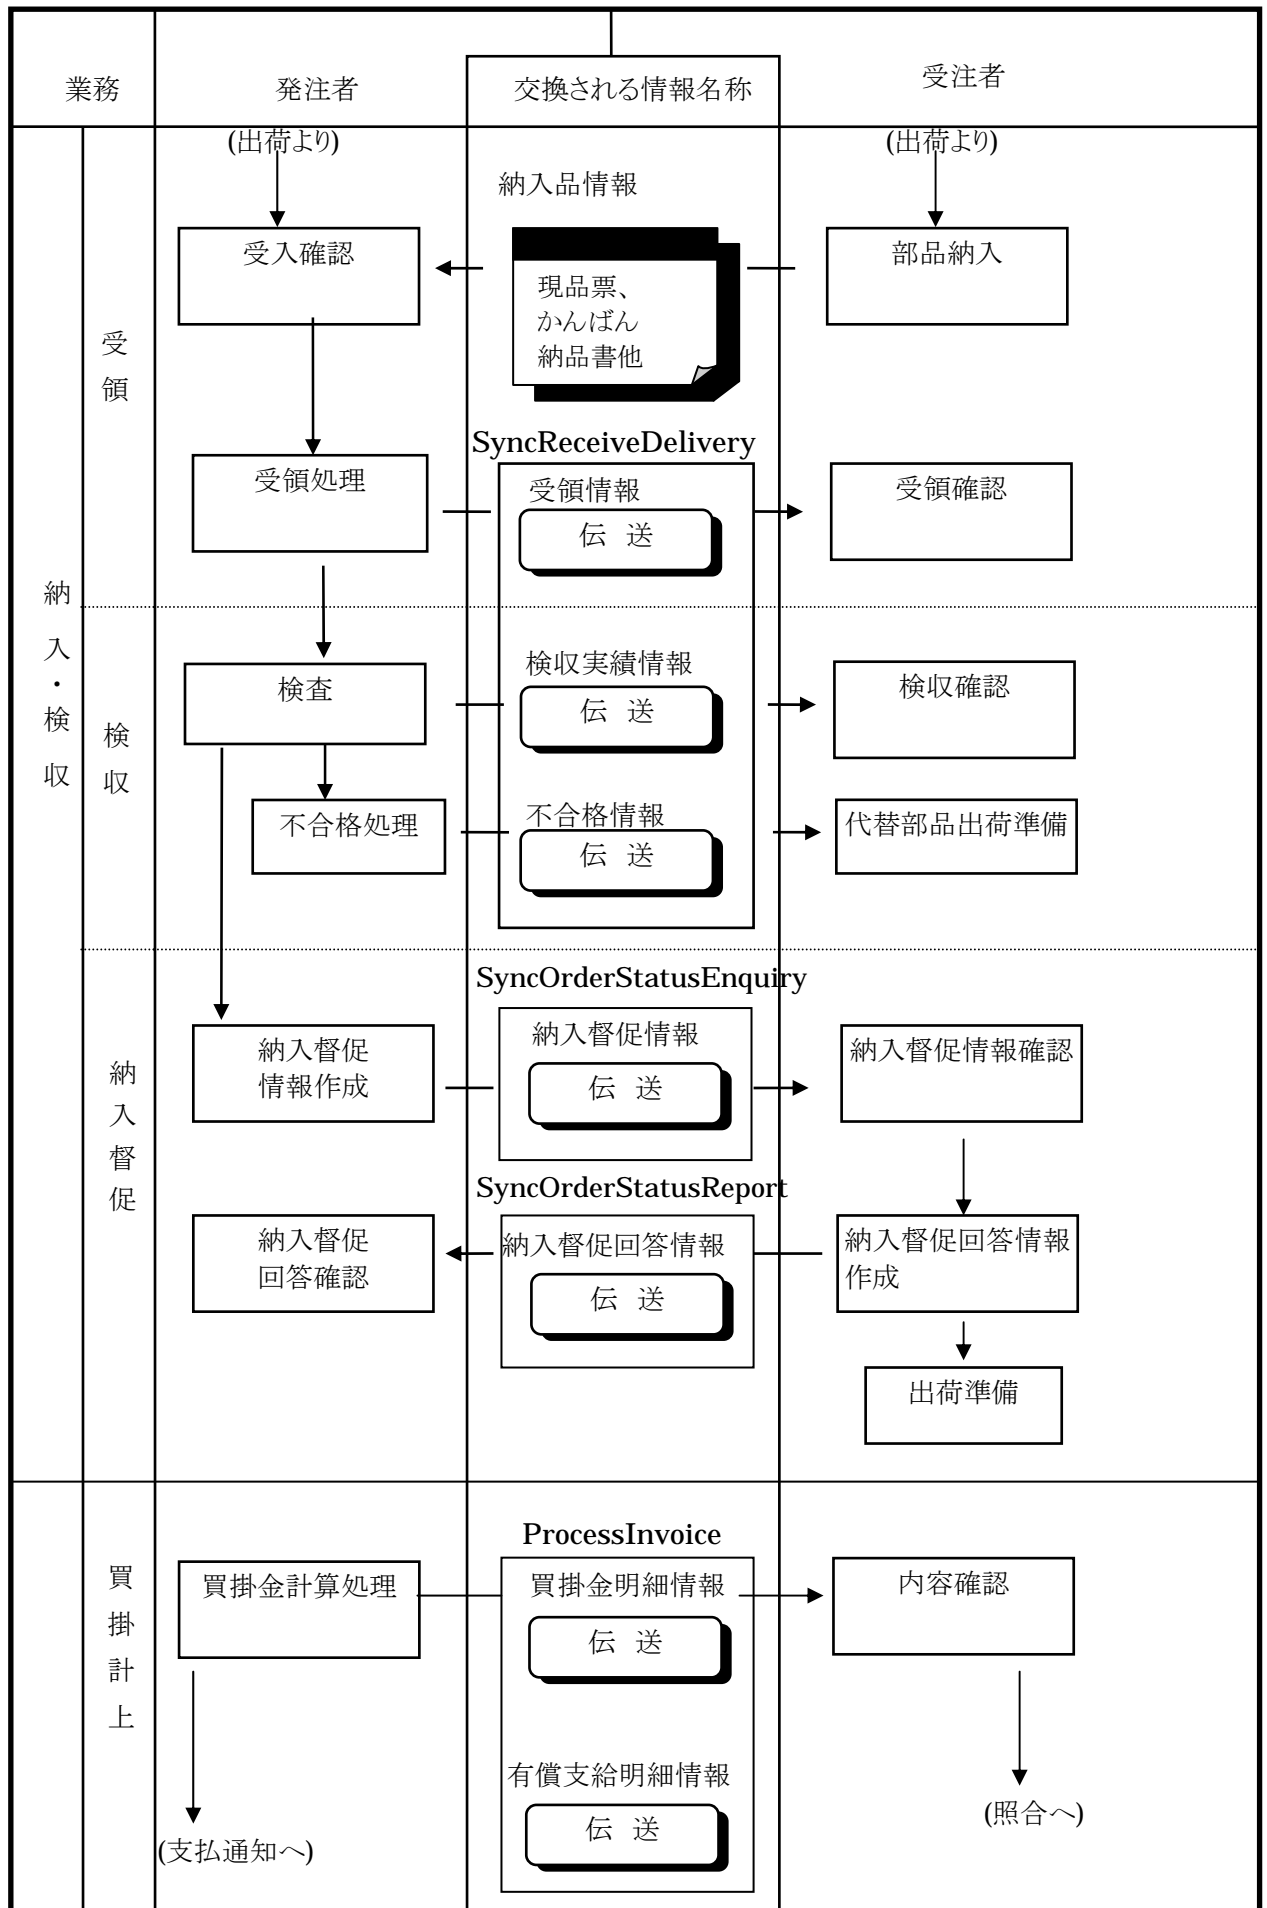 業務
発注者
交換される情報名称
受注者
(出荷より)
(出荷より)
納入品情報
受入確認
部品納入
現品票、
かんばん
納品書他
受領
SyncReceiveDelivery
受領処理
受領情報
伝 送
受領確認
納入・検収
検査
検収実績情報
伝 送
検収確認
検収
不合格処理
不合格情報
伝 送
代替部品出荷準備
SyncOrderStatusEnquiry
納入督促
情報作成
納入督促情報
伝 送
納入督促情報確認
納入督促
SyncOrderStatusReport
納入督促
回答確認
納入督促回答情報
伝 送
納入督促回答情報
作成
出荷準備
ProcessInvoice
買掛計上
買掛金計算処理
買掛金明細情報
伝 送
内容確認
有償支給明細情報
伝 送
(照合へ)
(支払通知へ)